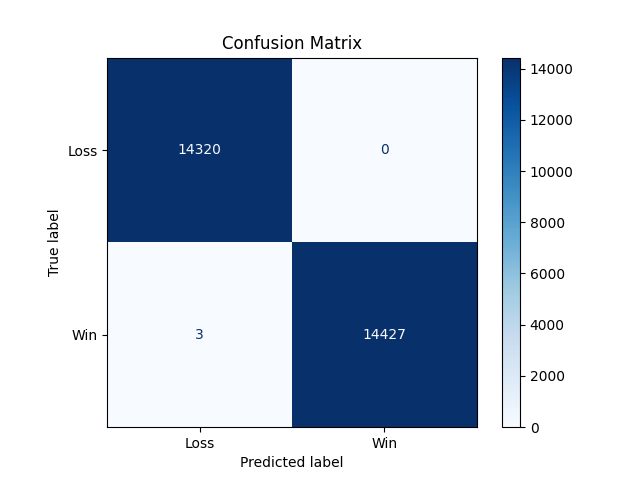 Confusion Matrix
True label
Loss
14320
0
Win
3
14427
Loss
Win
Predicted label
14000
12000
10000
8000
6000
4000
2000
0